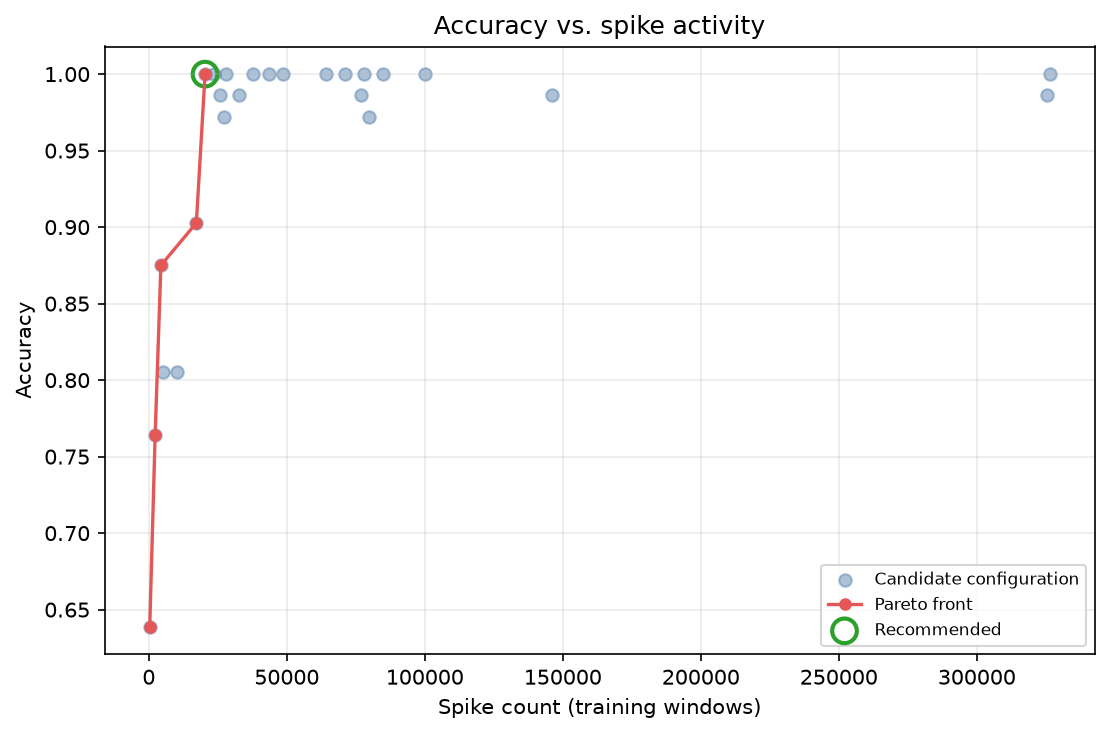 Accuracy vs. spike activity
1.00
0.95
0.90
0.85
0.80
0.75
0.70
0.65
Accuracy
0 50000 100000 150000 200000 250000 300000
Spike count (training windows)
Candidate configuration
Pareto front
Recommended